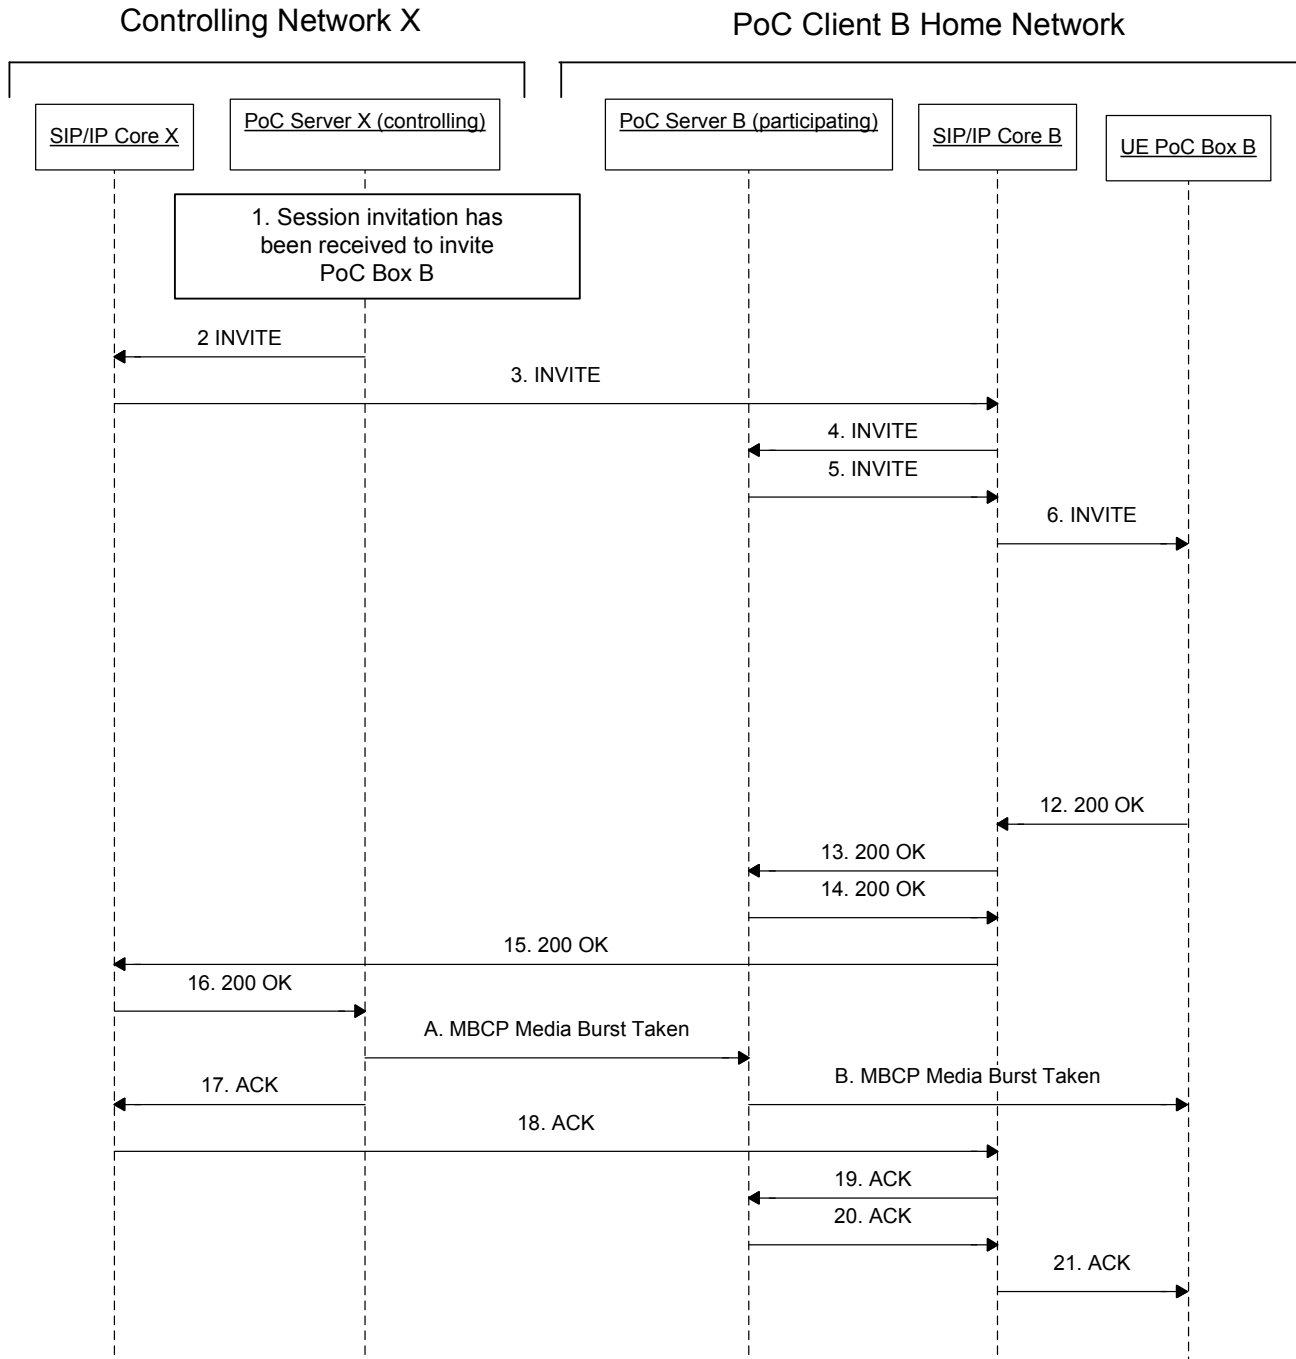 Controlling Network X
PoC Client B Home Network
SIP/IP Core X
PoC Server X (controlling)
PoC Server B (participating)
SIP/IP Core B
UE PoC Box B
1. Session invitation has
been received to invite
PoC Box B
2 INVITE
3. INVITE
4. INVITE
5. INVITE
6. INVITE
12. 200 OK
13. 200 OK
14. 200 OK
15. 200 OK
16. 200 OK
A. MBCP Media Burst Taken
17. ACK
B. MBCP Media Burst Taken
18. ACK
19. ACK
20. ACK
21. ACK